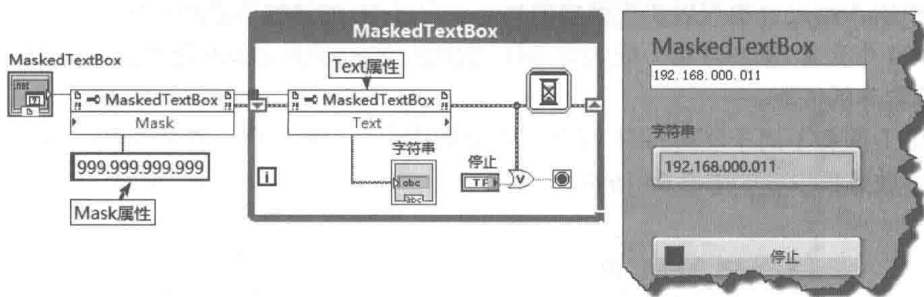 MaskedTextBox
MaskedTextBox
Mask
999.999.999.999
Mask属性
MaskedTextBox
Text属性
MaskedTextBox
Text
字符串
abc
abc
i
停止
TF
V
MaskedTextBox
192.168.000.011
字符串
192.168.000.011
停止